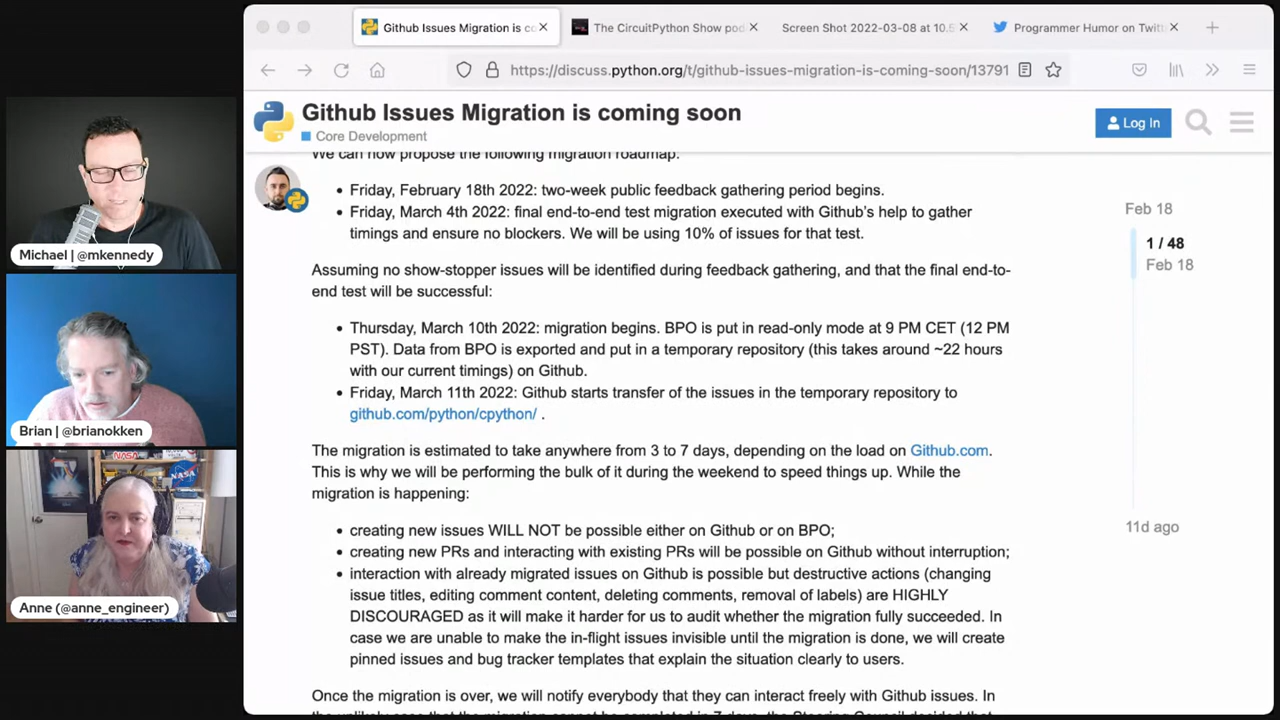 Github Issues Migration is co
The CircuitPython Show pod
Screen Shot 2022-03-08 at 10.5
Programmer Humor on Twitt
https://discuss.python.org/t/github-issues-migration-is-coming-soon/13791
Github Issues Migration is coming soon
Core Development
Log In
We can now propose the following migration roadmap:
• Friday, February 18th 2022: two-week public feedback gathering period begins.
• Friday, March 4th 2022: final end-to-end test migration executed with Github's help to gather
timings and ensure no blockers. We will be using 10% of issues for that test.
Assuming no show-stopper issues will be identified during feedback gathering, and that the final end-to-
end test will be successful:
• Thursday, March 10th 2022: migration begins. BPO is put in read-only mode at 9 PM CET (12 PM
PST). Data from BPO is exported and put in a temporary repository (this takes around ~22 hours
with our current timings) on Github.
• Friday, March 11th 2022: Github starts transfer of the issues in the temporary repository to
github.com/python/cpython/ .
The migration is estimated to take anywhere from 3 to 7 days, depending on the load on Github.com.
This is why we will be performing the bulk of it during the weekend to speed things up. While the
migration is happening:
• creating new issues WILL NOT be possible either on Github or on BPO;
• creating new PRs and interacting with existing PRs will be possible on Github without interruption;
• interaction with already migrated issues on Github is possible but destructive actions (changing
issue titles, editing comment content, deleting comments, removal of labels) are HIGHLY
DISCOURAGED as it will make it harder for us to audit whether the migration fully succeeded. In
case we are unable to make the in-flight issues invisible until the migration is done, we will create
pinned issues and bug tracker templates that explain the situation clearly to users.
Once the migration is over, we will notify everybody that they can interact freely with Github issues. In
Feb 18
1 / 48
Feb 18
11d ago
Michael | @mkennedy
Brian | @brianokken
NASA
NASA
Anne (@anne_engineer)